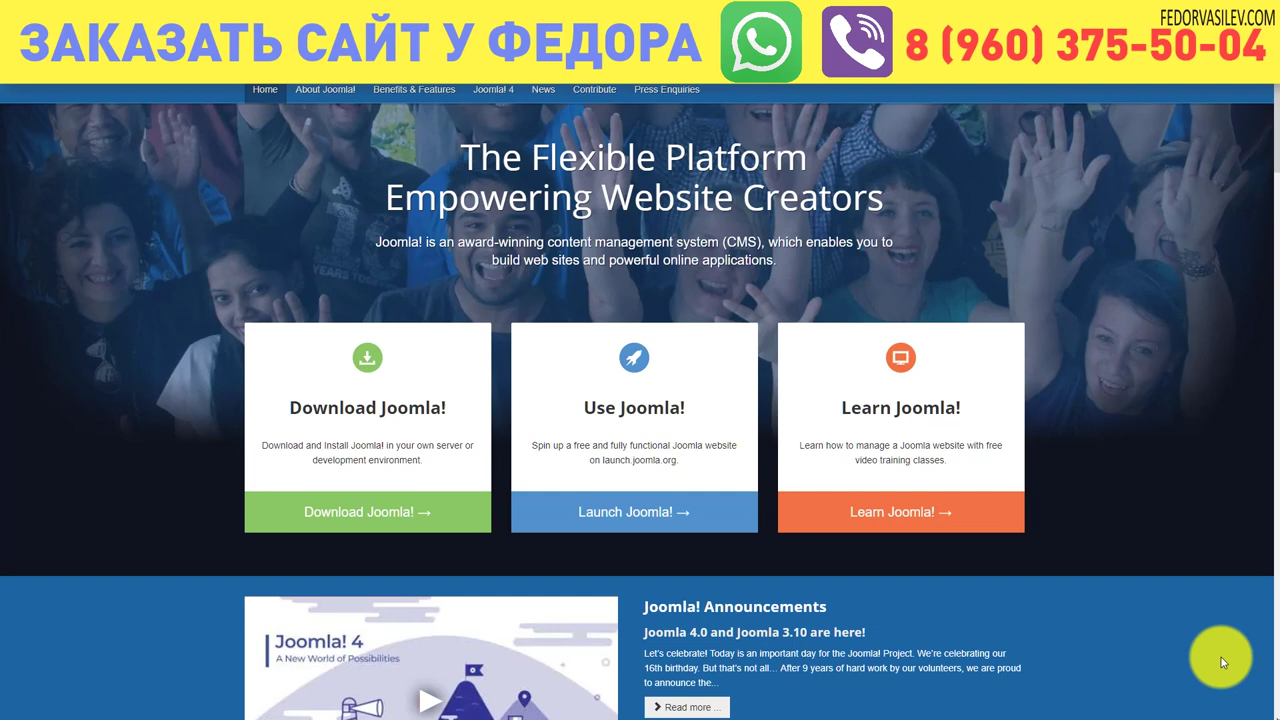 FEDORVASILEV.COM
ЗАКАЗАТЬ САЙТ У ФЕДОРА
8 (960) 375-50-04
Home About Joomla! Benefits & Features Joomla! 4 News Contribute Press Enquiries
The Flexible Platform
Empowering Website Creators
Joomla! is an award-winning content management system (CMS), which enables you to
build web sites and powerful online applications.
Download Joomla!
Download and Install Joomla! in your own server or
development environment.
Download Joomla! →
Use Joomla!
Spin up a free and fully functional Joomla website
on launch.joomla.org.
Launch Joomla! →
Learn Joomla!
Learn how to manage a Joomla website with free
video training classes.
Learn Joomla! →
Joomla! 4
A New World of Possibilities
Joomla! Announcements
Joomla 4.0 and Joomla 3.10 are here!
Let's celebrate! Today is an important day for the Joomla! Project. We're celebrating our
16th birthday. But that's not all... After 9 years of hard work by our volunteers, we are proud
to announce the...
Read more ...